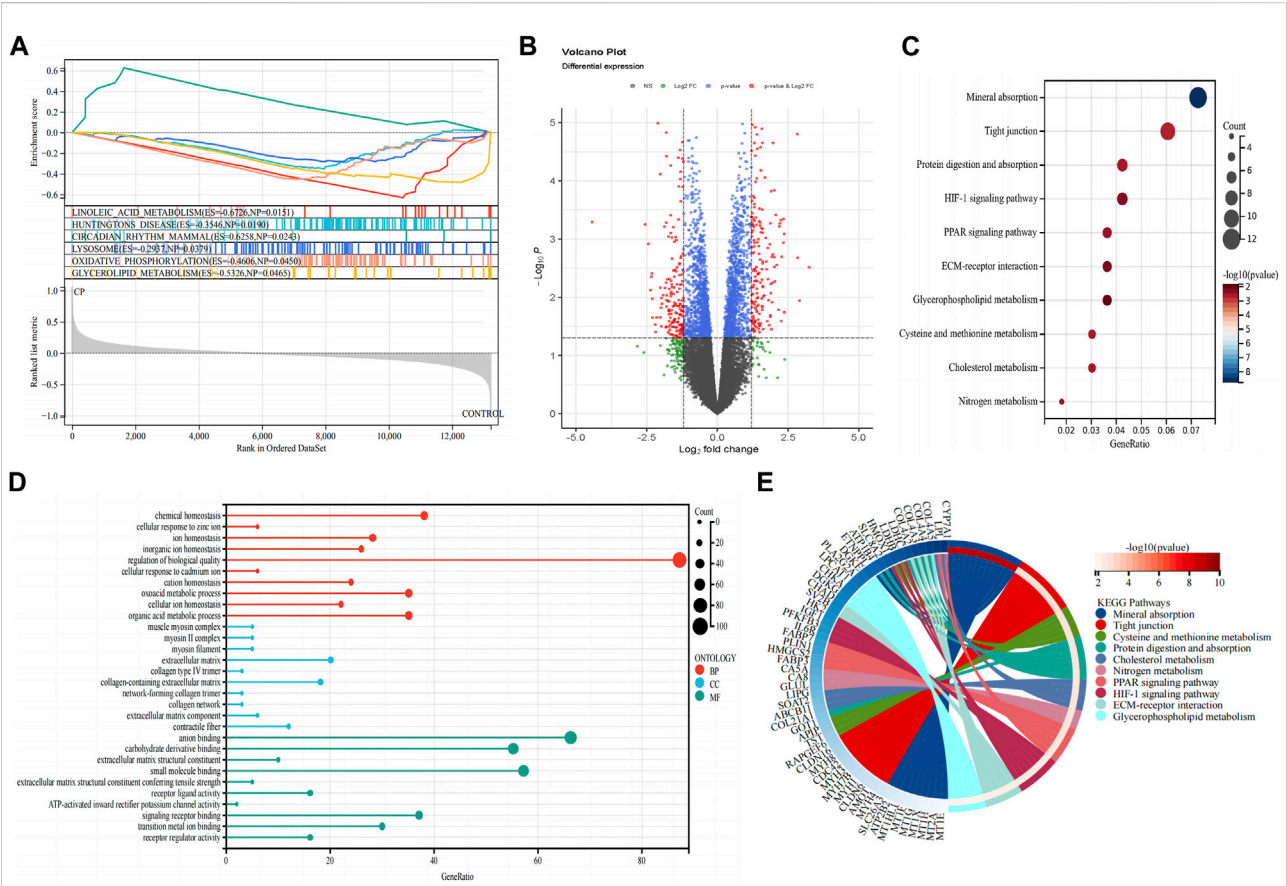 A
0.6
0.4
0.2
0.0
−0.2
−0.4
−0.6
Enrichment score
LINOLEIC_ACID_METABOLISM(ES=-0.6726,NP=0.0151)
HUNTINGTONS_DISEASE(ES=-0.3546,NP=0.0190)
CIRCADIAN_RHYTHM_MAMMAL(ES=0.6258,NP=0.0243)
LYSOSOME(ES=-0.2937,NP=0.0379)
OXIDATIVE_PHOSPHORYLATION(ES=-0.4606,NP=0.0450)
GLYCEROLIPID_METABOLISM(ES=-0.5326,NP=0.0465)
1.0
0.5
0.0
−0.5
−1.0
Ranked list metric
CP
CONTROL
0
2,000
4,000
6,000
8,000
10,000
12,000
Rank in Ordered DataSet
B
Volcano Plot
Differential expression
NS
Log2 FC
p-value
p-value & Log2 FC
5
4
3
2
1
0
−Log10 P
−5.0
−2.5
0.0
2.5
5.0
Log2 fold change
C
Mineral absorption
Tight junction
Protein digestion and absorption
HIF-1 signaling pathway
PPAR signaling pathway
ECM-receptor interaction
Glycerophospholipid metabolism
Cysteine and methionine metabolism
Cholesterol metabolism
Nitrogen metabolism
0.02
0.03
0.04
0.05
0.06
0.07
GeneRatio
Count
4
6
8
10
12
-log10(pvalue)
2
3
4
5
6
7
8
D
chemical homeostasis
cellular response to zinc ion
ion homeostasis
inorganic ion homeostasis
regulation of biological quality
cellular response to cadmium ion
cation homeostasis
oxoacid metabolic process
cellular ion homeostasis
organic acid metabolic process
muscle myosin complex
myosin II complex
myosin filament
extracellular matrix
collagen type IV trimer
collagen-containing extracellular matrix
network-forming collagen trimer
collagen network
extracellular matrix component
contractile fiber
anion binding
carbohydrate derivative binding
extracellular matrix structural constituent
small molecule binding
extracellular matrix structural constituent conferring tensile strength
receptor ligand activity
ATP-activated inward rectifier potassium channel activity
signaling receptor binding
transition metal ion binding
receptor regulator activity
0
20
40
60
80
GeneRatio
Count
0
20
40
60
80
100
ONTOLOGY
BP
CC
MF
E
CYP7A1
LPL
HMOX1
PFKFB3
IL6R
FABP7
PLIN1
HMGCS2
FABP3
CA5A
CA8
GLUL
LIPG
SOAT2
ABCB11
COL21A1
GOT1
APIP
RAPGEF6
SLC26A3
ATP2B2
MT2A
MT1E
-log10(pvalue)
2
4
6
8
10
KEGG Pathways
Mineral absorption
Tight junction
Cysteine and methionine metabolism
Protein digestion and absorption
Cholesterol metabolism
Nitrogen metabolism
PPAR signaling pathway
HIF-1 signaling pathway
ECM-receptor interaction
Glycerophospholipid metabolism